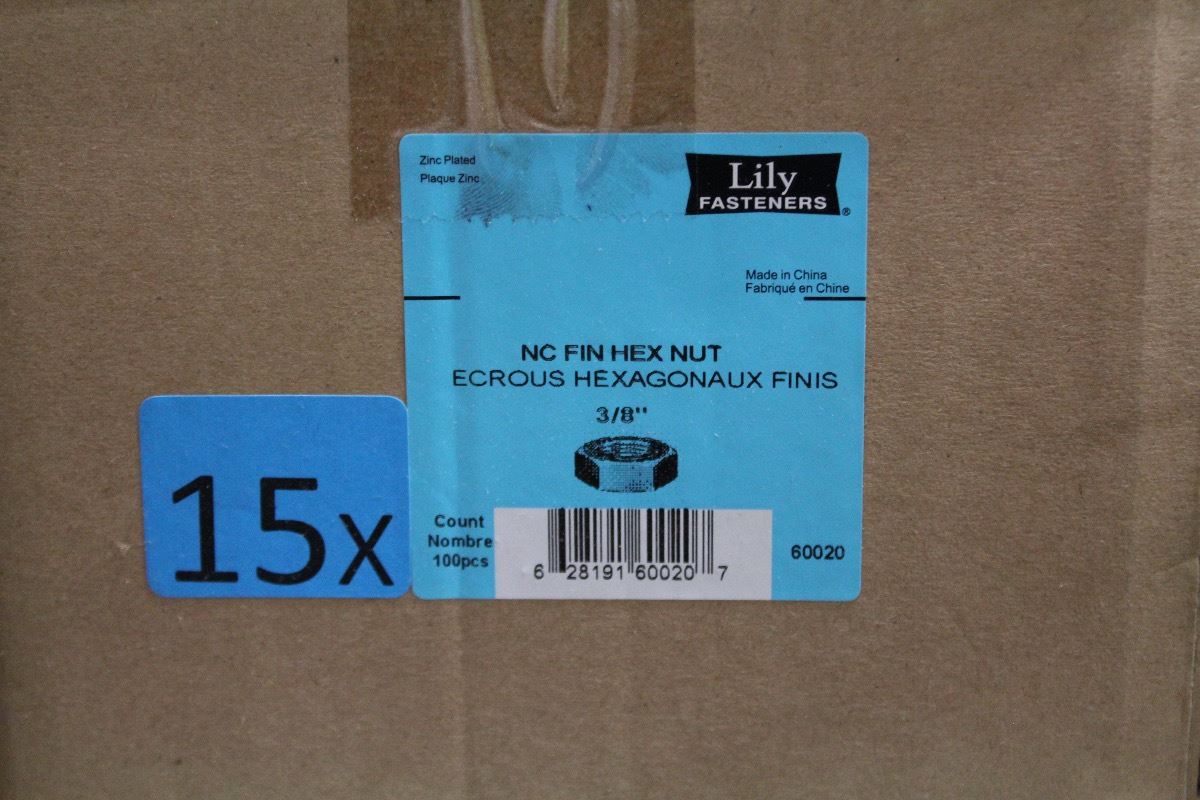 Zinc Plated
Plaque Zinc
Lily
FASTENERS
®
Made in China
Fabriqué en Chine
NC FIN HEX NUT
ECROUS HEXAGONAUX FINIS
3/8"
15x
Count
Nombre
100pcs
6 28191 60020 7
60020